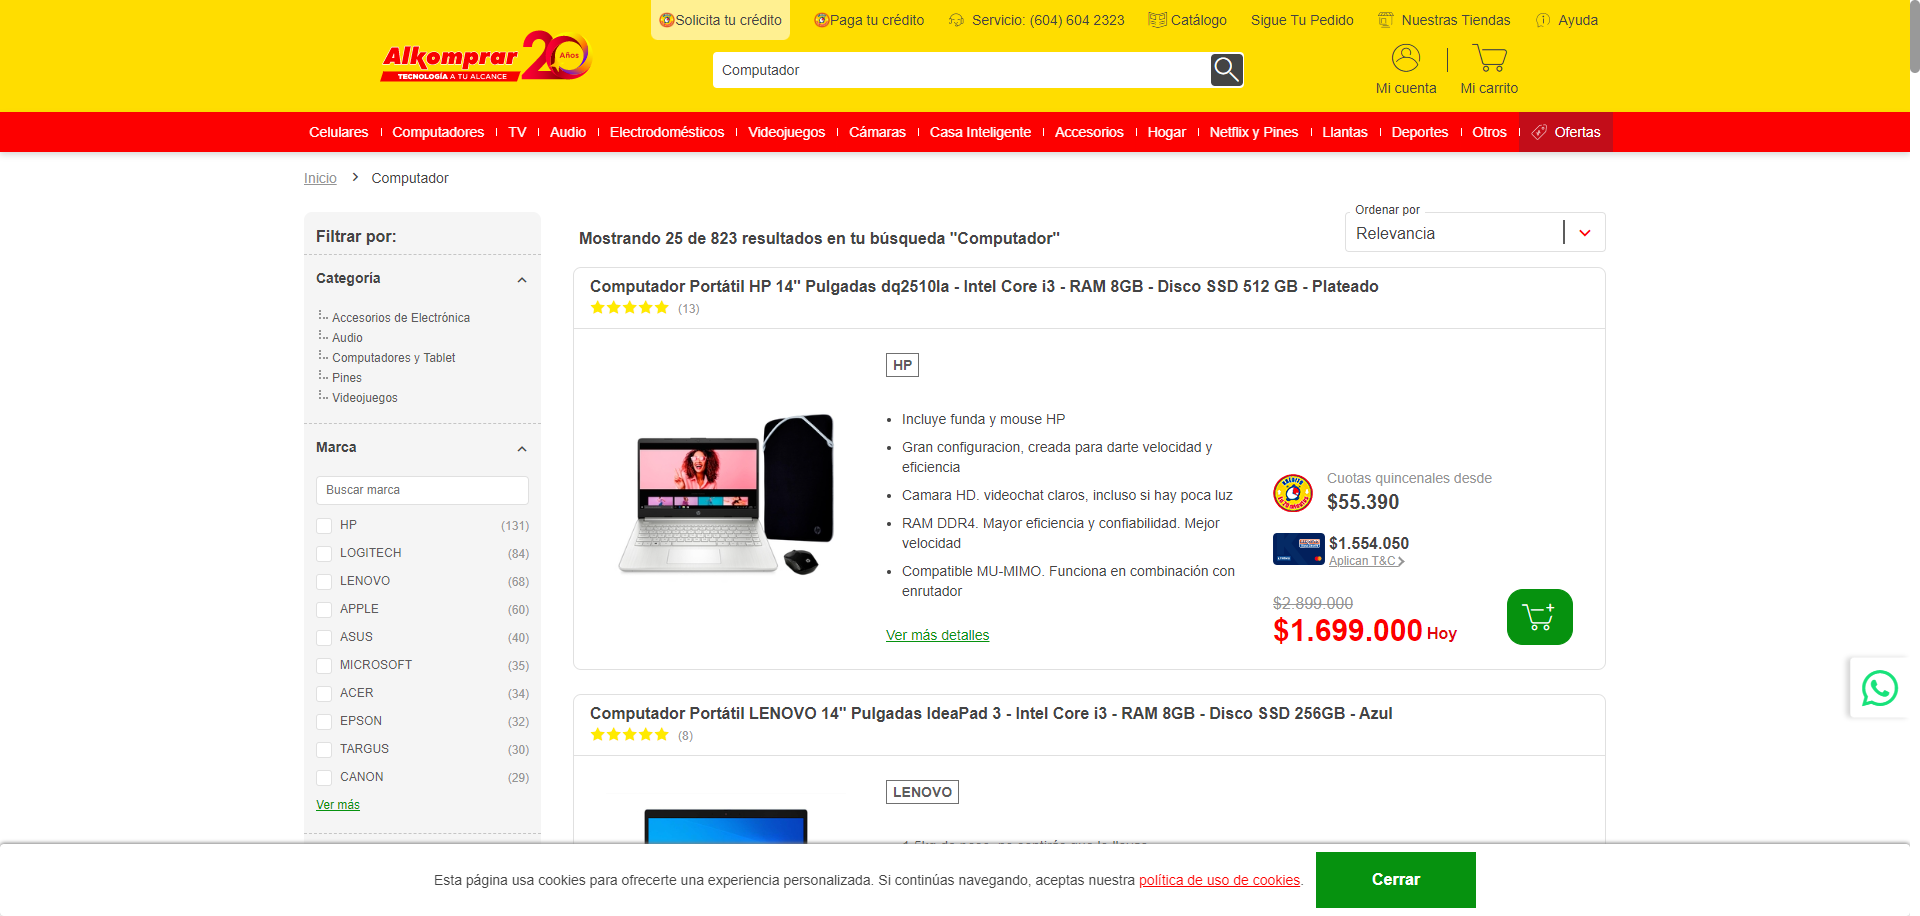 Solicita tu crédito
Paga tu crédito
Servicio: (604) 604 2323
Catálogo
Sigue Tu Pedido
Nuestras Tiendas
Ayuda
Alkomprar 20 Años
TECNOLOGÍA A TU ALCANCE
Computador
Mi cuenta
Mi carrito
Celulares
Computadores
TV
Audio
Electrodomésticos
Videojuegos
Cámaras
Casa Inteligente
Accesorios
Hogar
Netflix y Pines
Llantas
Deportes
Otros
Ofertas
Inicio > Computador
Filtrar por:
Categoría
Accesorios de Electrónica
Audio
Computadores y Tablet
Pines
Videojuegos
Marca
Buscar marca
HP (131)
LOGITECH (84)
LENOVO (68)
APPLE (60)
ASUS (40)
MICROSOFT (35)
ACER (34)
EPSON (32)
TARGUS (30)
CANON (29)
Ver más
Mostrando 25 de 823 resultados en tu búsqueda "Computador"
Ordenar por
Relevancia
Computador Portátil HP 14" Pulgadas dq2510la - Intel Core i3 - RAM 8GB - Disco SSD 512 GB - Plateado
(13)
HP
• Incluye funda y mouse HP
• Gran configuracion, creada para darte velocidad y
eficiencia
• Camara HD. videochat claros, incluso si hay poca luz
• RAM DDR4. Mayor eficiencia y confiabilidad. Mejor
velocidad
• Compatible MU-MIMO. Funciona en combinación con
enrutador
Ver más detalles
Cuotas quincenales desde
$55.390
$1.554.050
Aplican T&C
$2.899.000
$1.699.000 Hoy
Computador Portátil LENOVO 14" Pulgadas IdeaPad 3 - Intel Core i3 - RAM 8GB - Disco SSD 256GB - Azul
(8)
LENOVO
Esta página usa cookies para ofrecerte una experiencia personalizada. Si continúas navegando, aceptas nuestra política de uso de cookies.
Cerrar